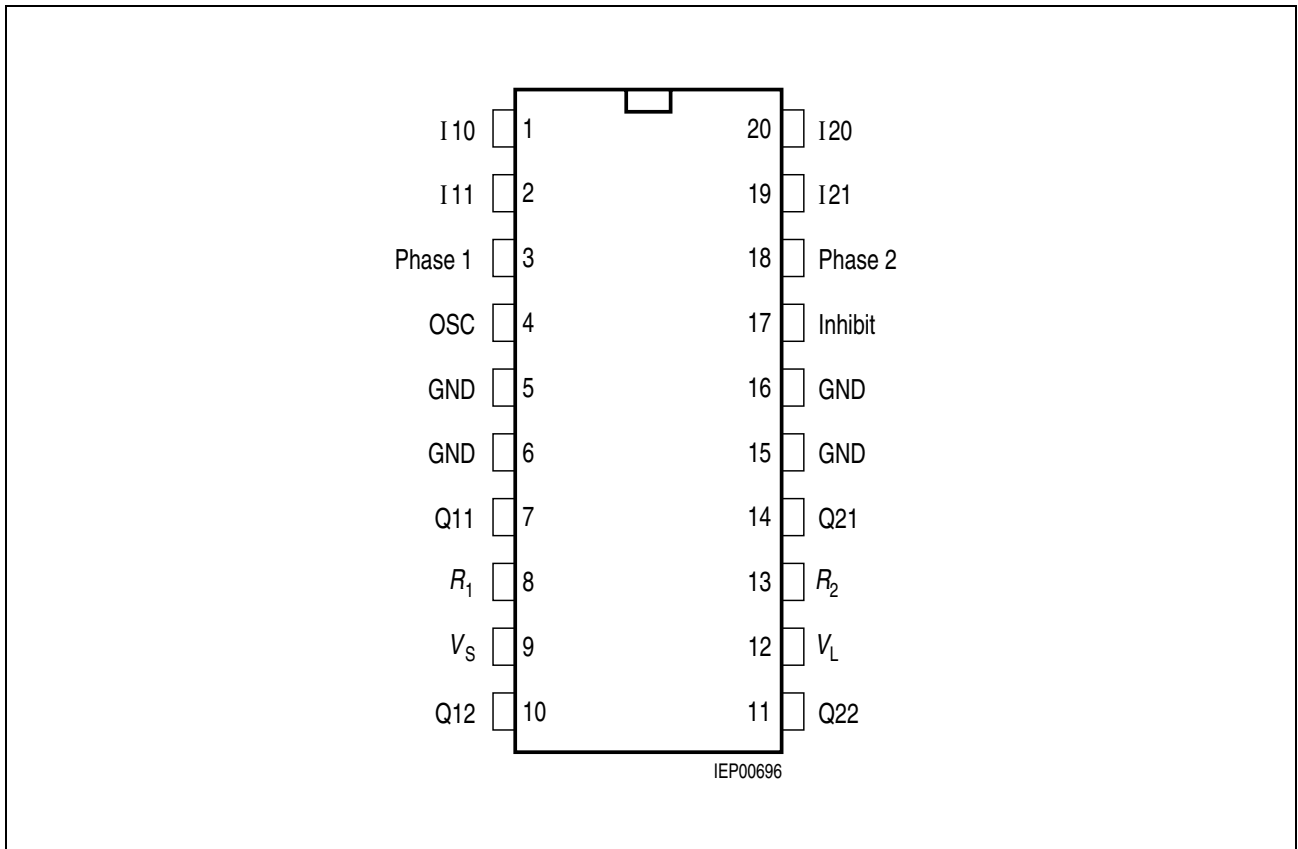 I10 1 20 I20
I11 2 19 I21
Phase 1 3 18 Phase 2
OSC 4 17 Inhibit
GND 5 16 GND
GND 6 15 GND
Q11 7 14 Q21
R1 8 13 R2
VS 9 12 VL
Q12 10 11 Q22
IEP00696